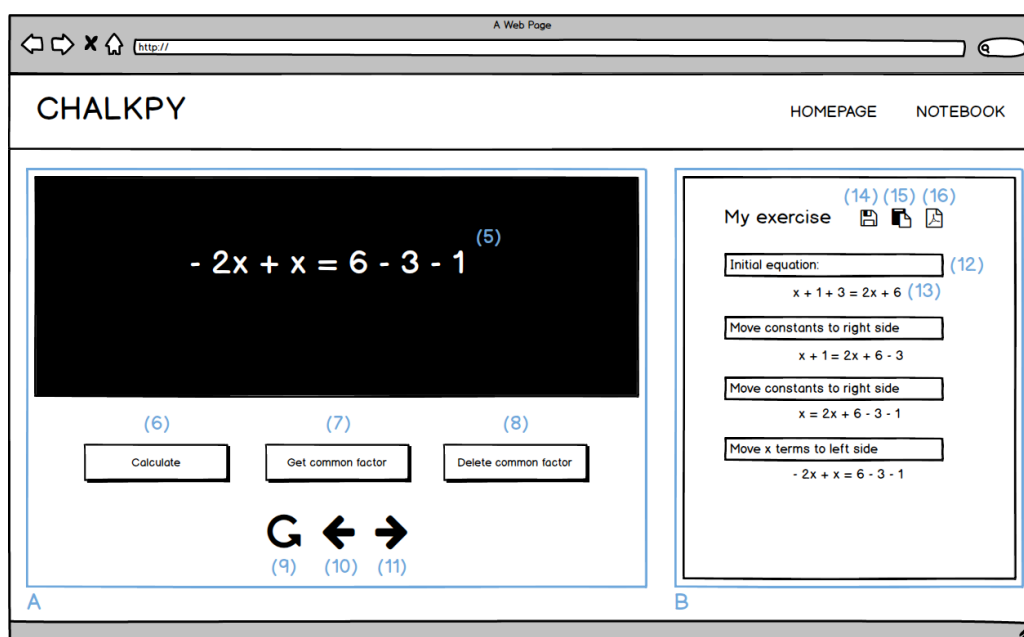 A Web Page
http://
CHALKPY
HOMEPAGE NOTEBOOK
- 2x + x = 6 - 3 - 1 (5)
(6) (7) (8)
Calculate Get common factor Delete common factor
(9) (10) (11)
A
(14) (15) (16)
My exercise
Initial equation: (12)
x + 1 + 3 = 2x + 6 (13)
Move constants to right side
x + 1 = 2x + 6 - 3
Move constants to right side
x = 2x + 6 - 3 - 1
Move x terms to left side
- 2x + x = 6 - 3 - 1
B